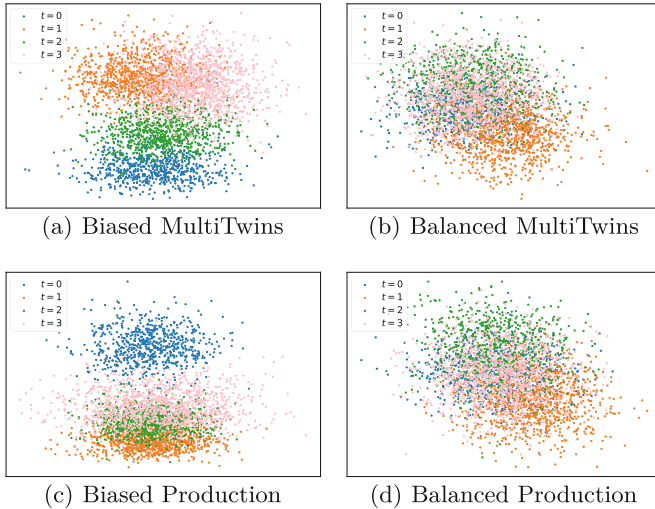 t = 0
t = 1
t = 2
t = 3
(a) Biased MultiTwins
t = 0
t = 1
t = 2
t = 3
(b) Balanced MultiTwins
t = 0
t = 1
t = 2
t = 3
(c) Biased Production
t = 0
t = 1
t = 2
t = 3
(d) Balanced Production